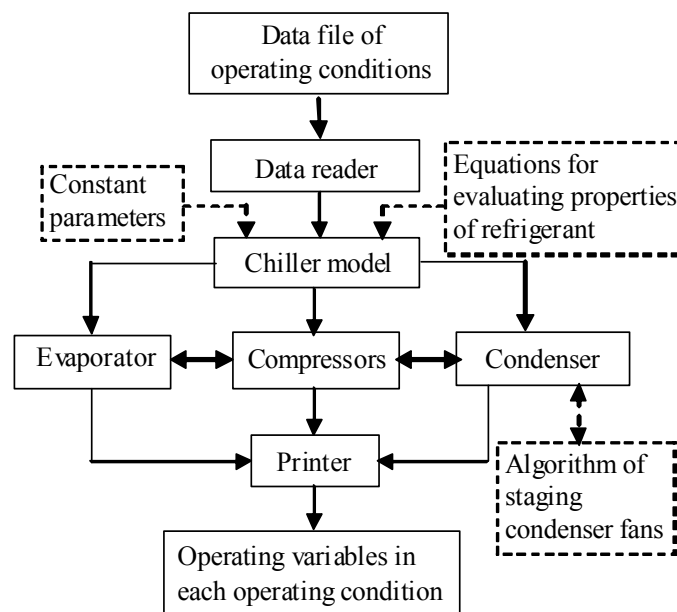 Data file of
operating conditions
Data reader
Constant
parameters
Equations for
evaluating properties
of refrigerant
Chiller model
Evaporator
Compressors
Condenser
Printer
Algorithm of
staging
condenser fans
Operating variables in
each operating condition